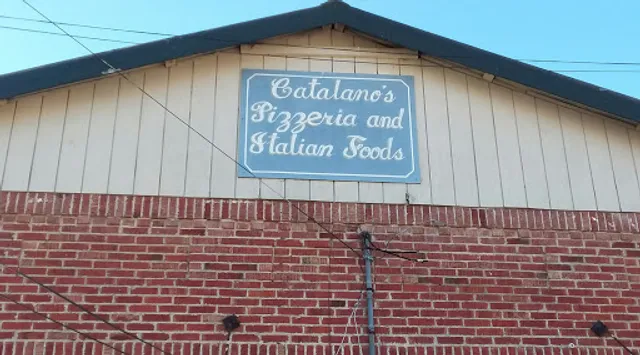 Catalano's
Pizzeria and
Italian Foods